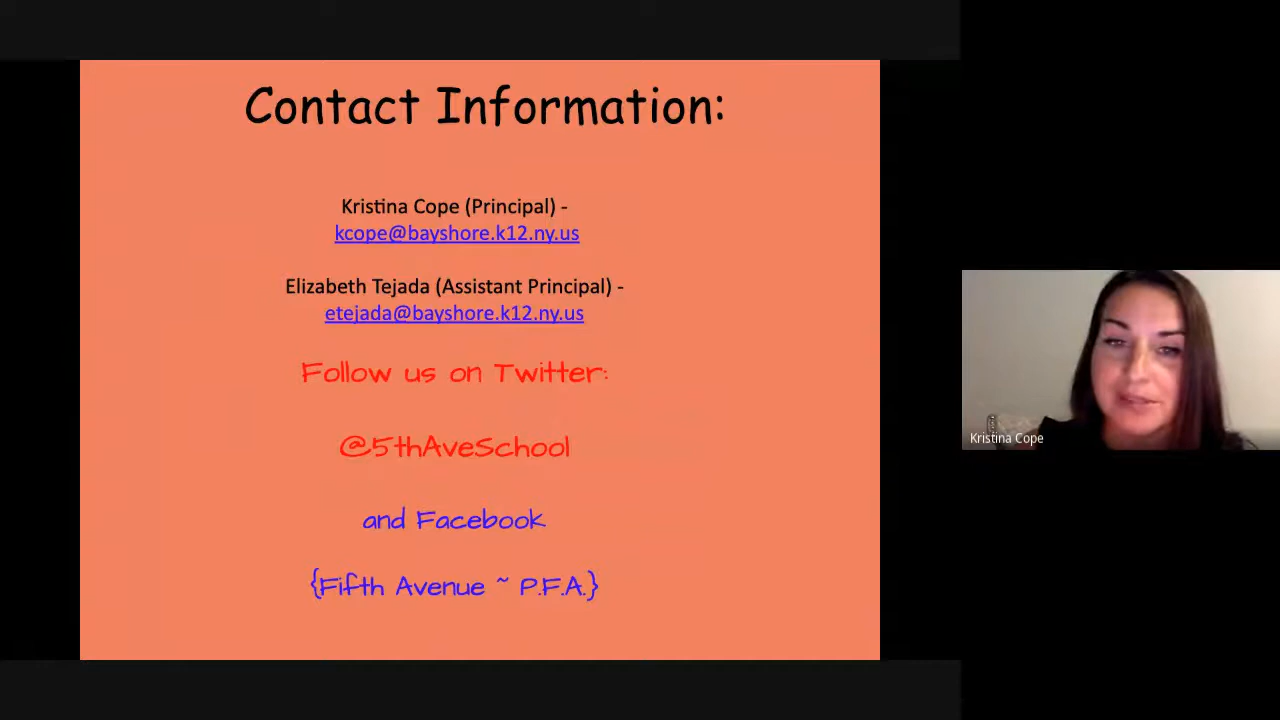 Contact Information:
Kristina Cope (Principal) -
kcope@bayshore.k12.ny.us
Elizabeth Tejada (Assistant Principal) -
etejada@bayshore.k12.ny.us
Follow us on Twitter:
@5thAveSchool
and Facebook
{Fifth Avenue ~ P.F.A.}
Kristina Cope